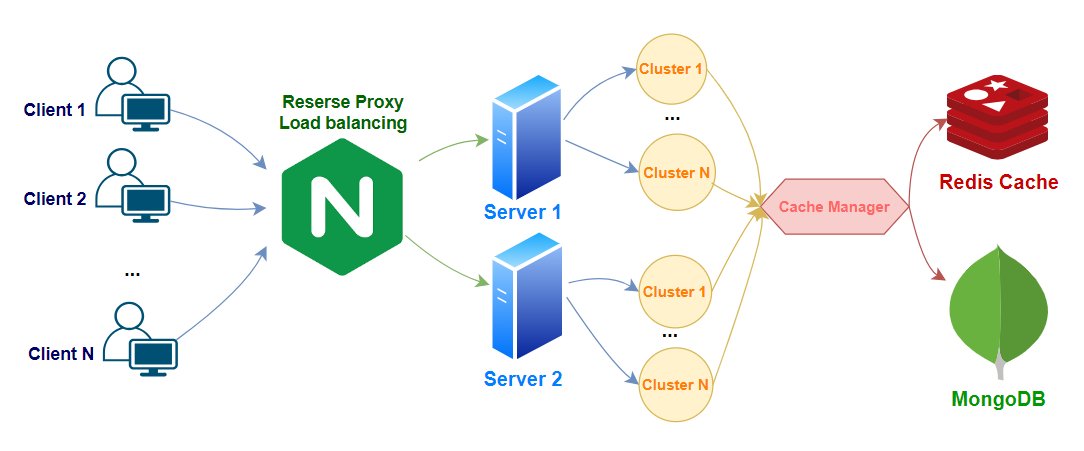 Client 1
Client 2
...
Client N
Reserse Proxy
Load balancing
N
Server 1
Server 2
Cluster 1
...
Cluster N
Cluster 1
...
Cluster N
Cache Manager
Redis Cache
MongoDB